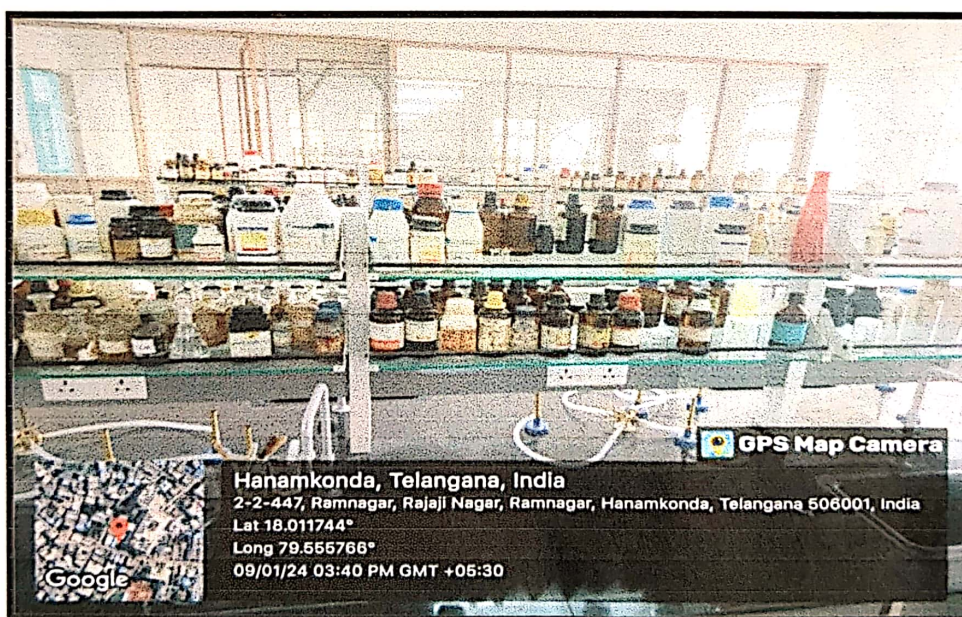 GPS Map Camera
Hanamkonda, Telangana, India
2-2-447, Ramnagar, Rajaji Nagar, Ramnagar, Hanamkonda, Telangana 506001, India
Lat 18.011744°
Long 79.555766°
09/01/24 03:40 PM GMT +05:30
Google